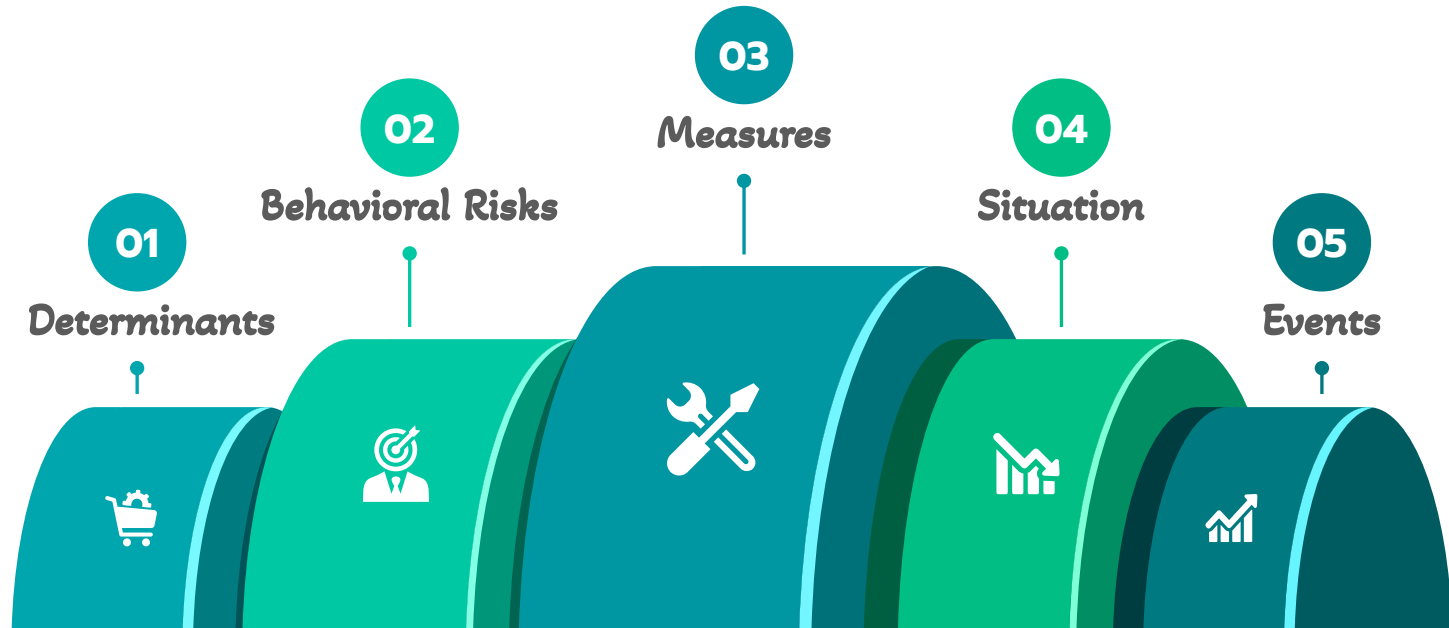 01
Determinants
02
Behavioral Risks
03
Measures
04
Situation
05
Events